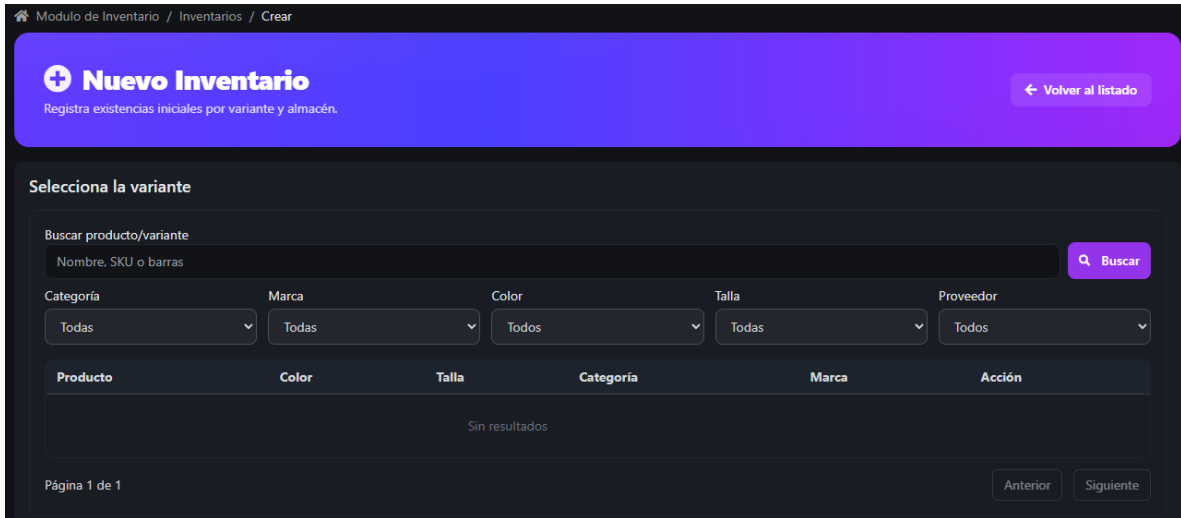 Modulo de Inventario / Inventarios / Crear
Nuevo Inventario
Registra existencias iniciales por variante y almacén.
Volver al listado
Selecciona la variante
Buscar producto/variante
Nombre, SKU o barras
Buscar
Categoría Marca Color Talla Proveedor
Todas Todas Todos Todas Todos
Producto Color Talla Categoría Marca Acción
Sin resultados
Página 1 de 1
Anterior Siguiente